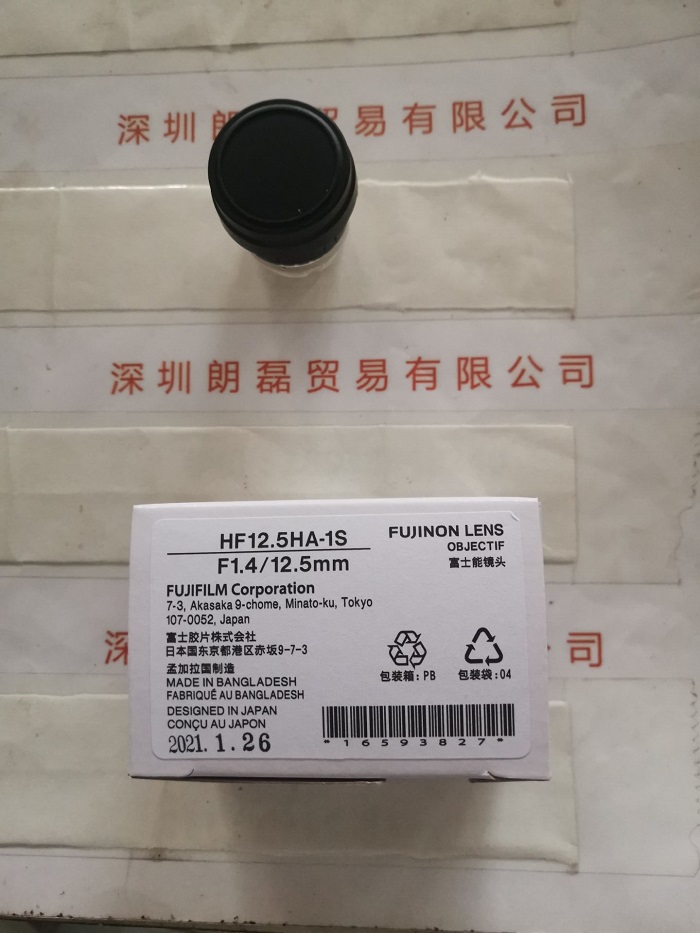 深圳朗 贸易有限公司
深圳朗磊贸易有限公司
HF12.5HA-1S
F1.4/12.5mm
FUJINON LENS
OBJECTIF
富士能镜头
FUJIFILM Corporation
7-3, Akasaka 9-chome, Minato-ku, Tokyo
107-0052, Japan
富士胶片株式会社
日本国东京都港区赤坂9-7-3
孟加拉国制造
MADE IN BANGLADESH
FABRIQUÉ AU BANGLADESH
DESIGNED IN JAPAN
CONÇU AU JAPON
2021.1.26
包装箱:PB
包装袋:04
*16593827*
深
司